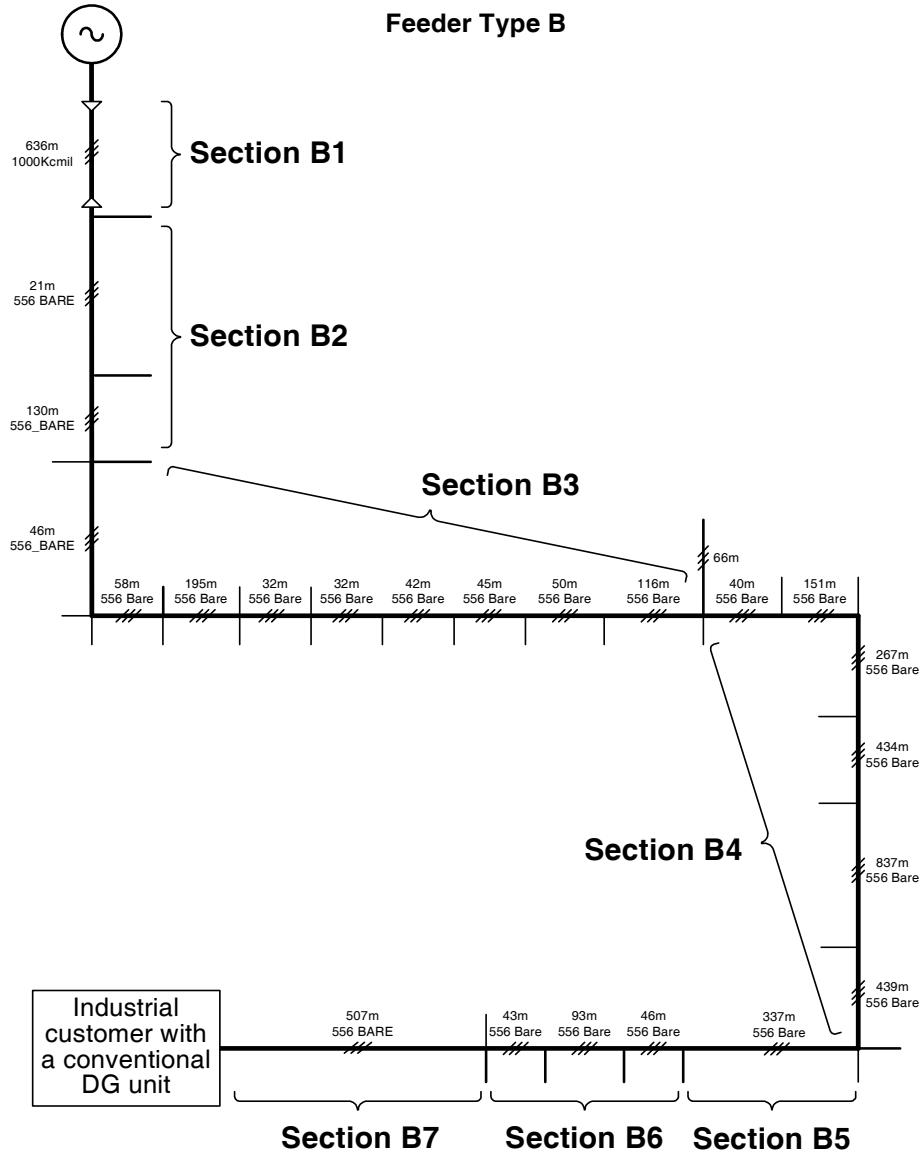 Feeder Type B
636m
1000Kcmil
Section B1
21m
556 BARE
Section B2
130m
556_BARE
Section B3
46m
556_BARE
58m
556 Bare
195m
556 Bare
32m
556 Bare
32m
556 Bare
42m
556 Bare
45m
556 Bare
50m
556 Bare
116m
556 Bare
66m
40m
556 Bare
151m
556 Bare
267m
556 Bare
434m
556 Bare
Section B4
837m
556 Bare
439m
556 Bare
Industrial
customer with
a conventional
DG unit
507m
556 BARE
43m
556 Bare
93m
556 Bare
46m
556 Bare
337m
556 Bare
Section B7
Section B6
Section B5